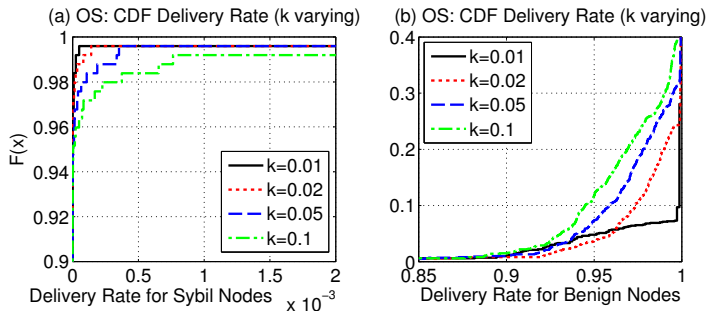 (a) OS: CDF Delivery Rate (k varying)
1
0.98
0.96
0.94
0.92
0.9
F(x)
k=0.01
k=0.02
k=0.05
k=0.1
0
0.5
1
1.5
2
Delivery Rate for Sybil Nodes
x 10⁻³
(b) OS: CDF Delivery Rate (k varying)
0.4
0.3
0.2
0.1
0
k=0.01
k=0.02
k=0.05
k=0.1
0.85
0.9
0.95
1
Delivery Rate for Benign Nodes